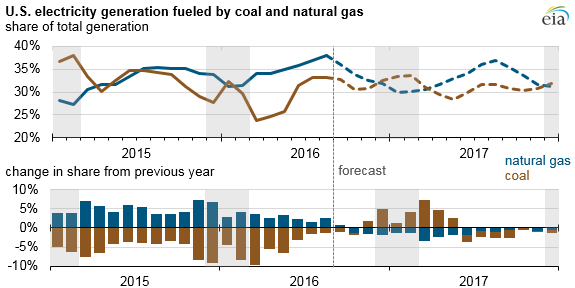 U.S. electricity generation fueled by coal and natural gas
share of total generation
eia
40%
35%
30%
25%
20%
2015
2016
2017
change in share from previous year
forecast
natural gas
coal
10%
5%
0%
-5%
-10%
2015
2016
2017